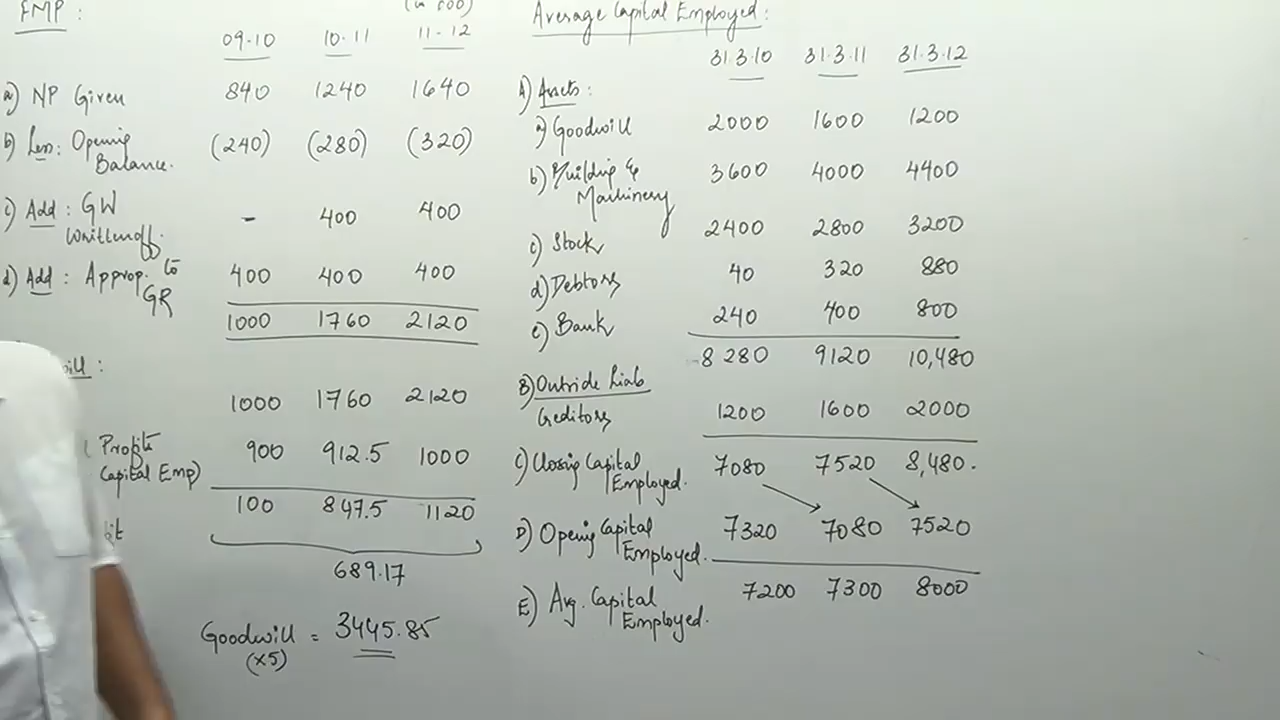 FMP :
(in 000)
09-10 10-11 11-12
a) NP Given 840 1240 1640
b) Less: Opening Balance. (240) (280) (320)
c) Add : GW Writtenoff. - 400 400
d) Add : Approp. to GR 400 400 400
1000 1760 2120
will :
1000 1760 2120
Profits
Capital Emp) 900 912.5 1000
100 847.5 1120
689.17
Goodwill = 3445.85
(x5)
Average Capital Employed :
31.3.10 31.3.11 31.3.12
A) Assets :
a) Goodwill 2000 1600 1200
b) Building & Machinery 3600 4000 4400
c) Stock 2400 2800 3200
d) Debtors 40 320 880
e) Bank 240 400 800
8280 9120 10,480
B) Outside Liab
Creditors 1200 1600 2000
C) Closing Capital Employed. 7080 7520 8,480.
D) Opening Capital Employed. 7320 7080 7520
E) Avg. Capital Employed. 7200 7300 8000